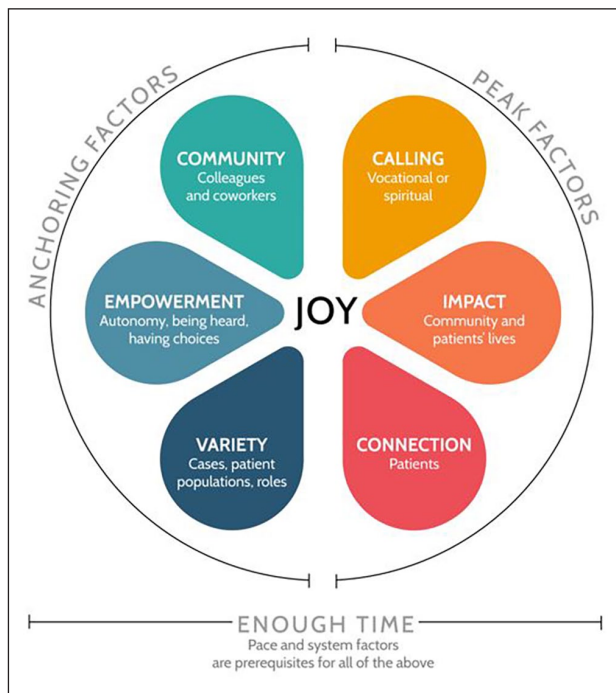 ANCHORING FACTORS
PEAK FACTORS
COMMUNITY
Colleagues
and coworkers
CALLING
Vocational or
spiritual
EMPOWERMENT
Autonomy, being heard,
having choices
JOY
IMPACT
Community and
patients' lives
VARIETY
Cases, patient
populations, roles
CONNECTION
Patients
ENOUGH TIME
Pace and system factors
are prerequisites for all of the above